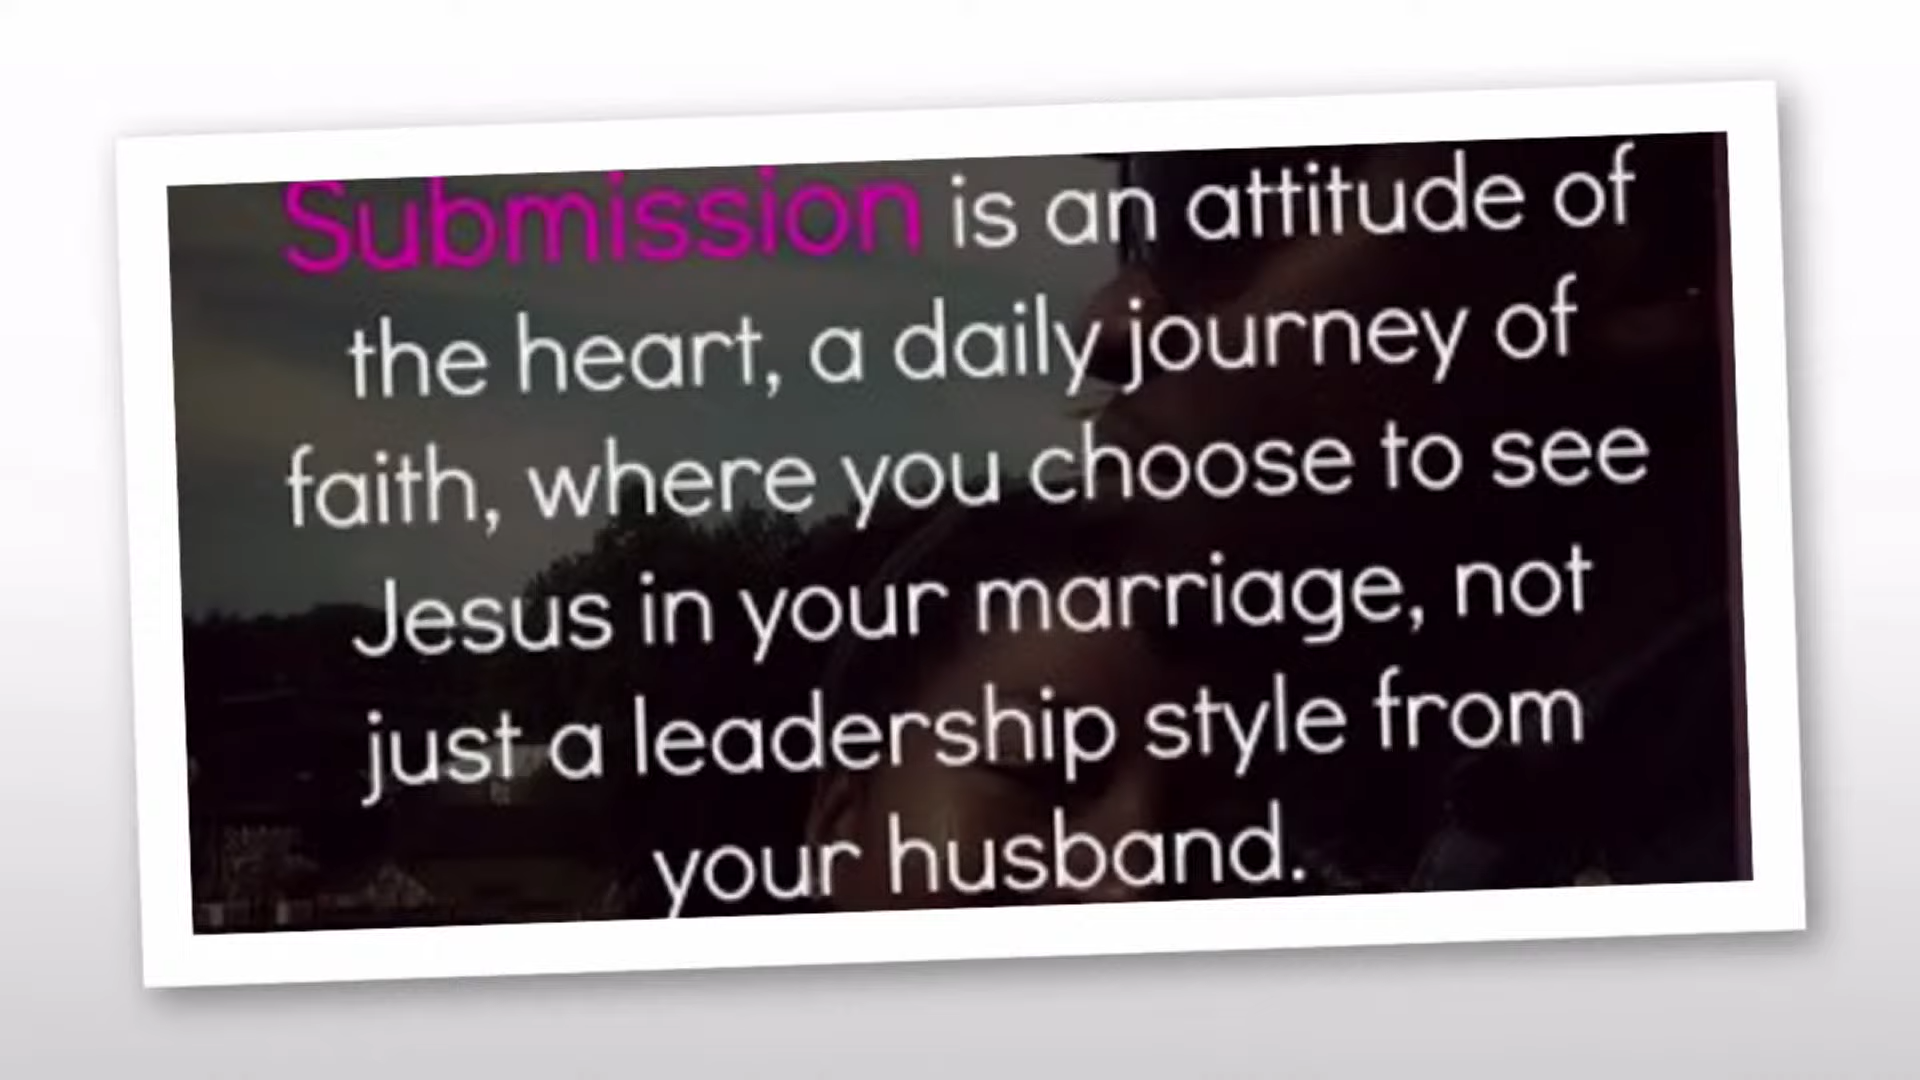 Submission is an attitude of
the heart, a daily journey of
faith, where you choose to see
Jesus in your marriage, not
just a leadership style from
your husband.